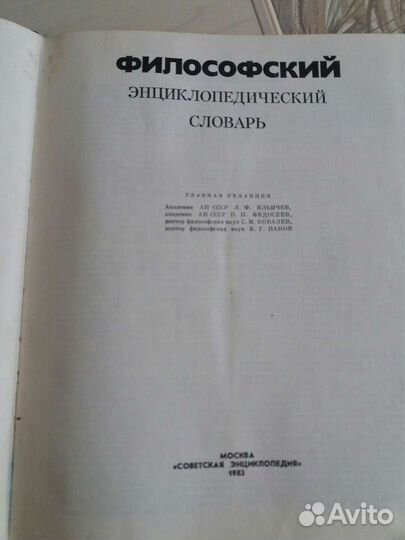 ФИЛОСОФСКИЙ
ЭНЦИКЛОПЕДИЧЕСКИЙ
СЛОВАРЬ
ГЛАВНАЯ РЕДАКЦИЯ:
Академик АН СССР Л. Ф. ИЛЬИЧЕВ,
академик АН СССР П. Н. ФЕДОСЕЕВ,
доктор философских наук С. М. КОВАЛЕВ,
доктор философских наук В. Г. ПАНОВ
МОСКВА
«СОВЕТСКАЯ ЭНЦИКЛОПЕДИЯ»
1983
Avito